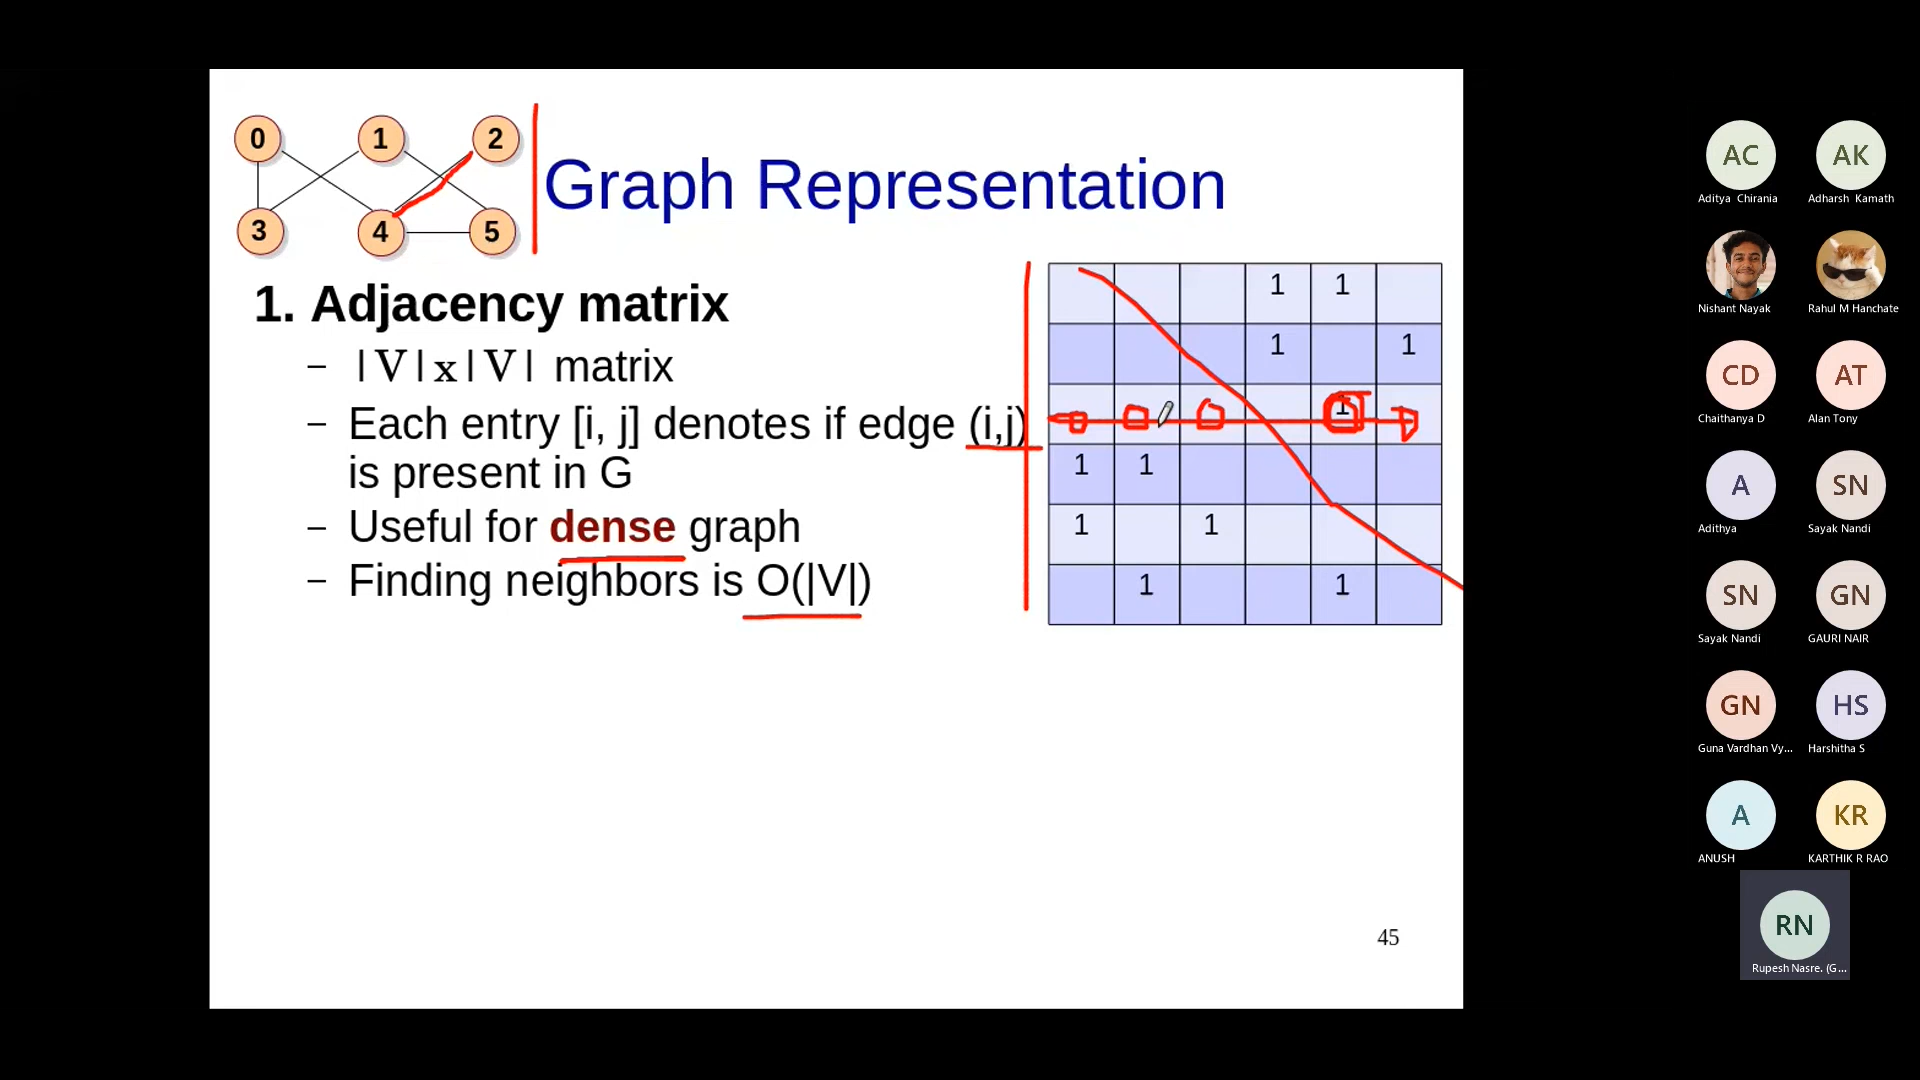 0 1 2
3 4 5
Graph Representation
1. Adjacency matrix
– |V|x|V| matrix
– Each entry [i, j] denotes if edge (i,j)
is present in G
– Useful for dense graph
– Finding neighbors is O(|V|)
1 1
1 1
1
1 1
1 1
1 1
45
AC AK
Aditya Chirania Adharsh Kamath
Nishant Nayak Rahul M Hanchate
CD AT
Chaithanya D Alan Tony
A SN
Adithya Sayak Nandi
SN GN
Sayak Nandi GAURI NAIR
GN HS
Guna Vardhan Vy... Harshitha S
A KR
ANUSH KARTHIK R RAO
RN
Rupesh Nasre. (G...